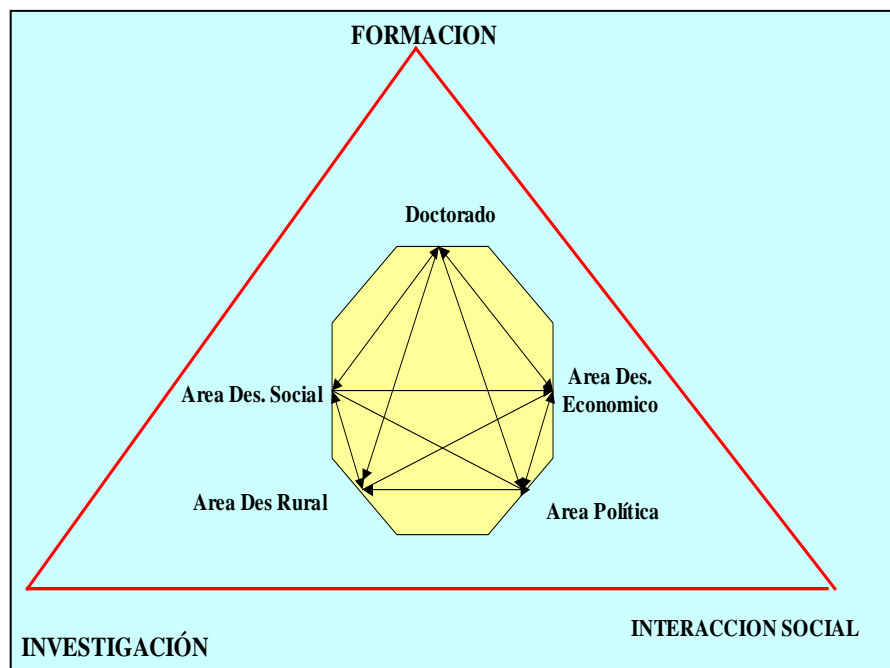 FORMACION
Doctorado
Area Des. Social
Area Des.
Economico
Area Des Rural
Area Política
INVESTIGACIÓN
INTERACCION SOCIAL